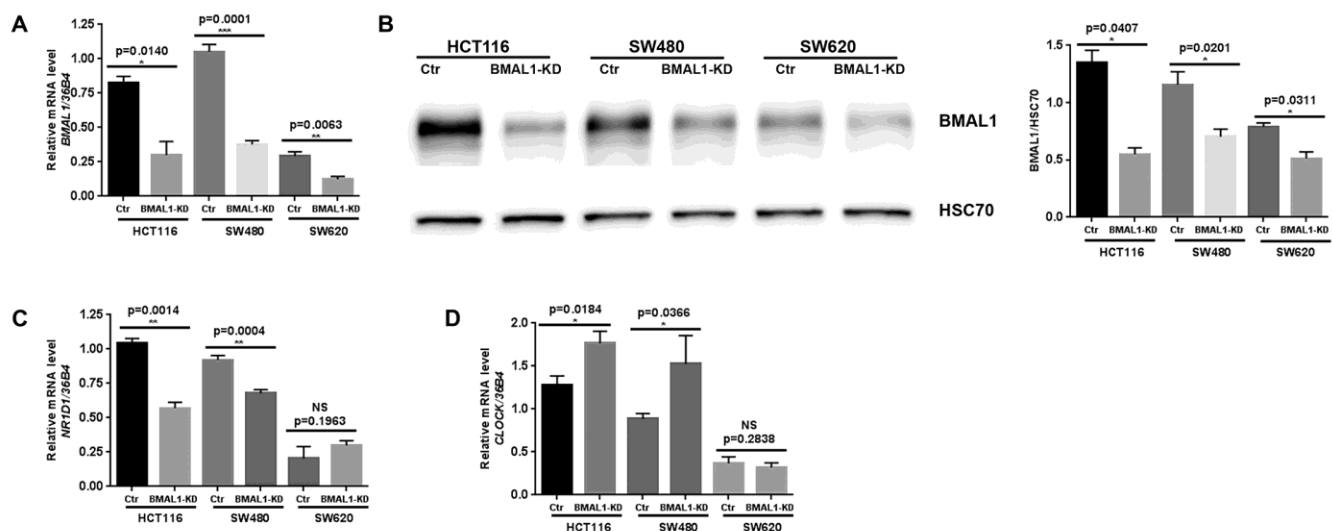 A
Relative mRNA level
BMAL1/36B4
1.25
1.00
0.75
0.50
0.25
0.00
p=0.0140
*
p=0.0001
***
p=0.0063
**
Ctr BMAL1-KD Ctr BMAL1-KD Ctr BMAL1-KD
HCT116 SW480 SW620
B
HCT116 SW480 SW620
Ctr BMAL1-KD Ctr BMAL1-KD Ctr BMAL1-KD
BMAL1
HSC70
BMAL1/HSC70
1.5
1.0
0.5
0.0
p=0.0407
*
p=0.0201
*
p=0.0311
*
Ctr BMAL1-KD Ctr BMAL1-KD Ctr BMAL1-KD
HCT116 SW480 SW620
C
Relative mRNA level
NR1D1/36B4
1.25
1.00
0.75
0.50
0.25
0.00
p=0.0014
**
p=0.0004
**
NS
p=0.1963
Ctr BMAL1-KD Ctr BMAL1-KD Ctr BMAL1-KD
HCT116 SW480 SW620
D
Relative mRNA level
CLOCK/36B4
2.0
1.5
1.0
0.5
0.0
p=0.0184
*
p=0.0366
*
NS
p=0.2838
Ctr BMAL1-KD Ctr BMAL1-KD Ctr BMAL1-KD
HCT116 SW480 SW620